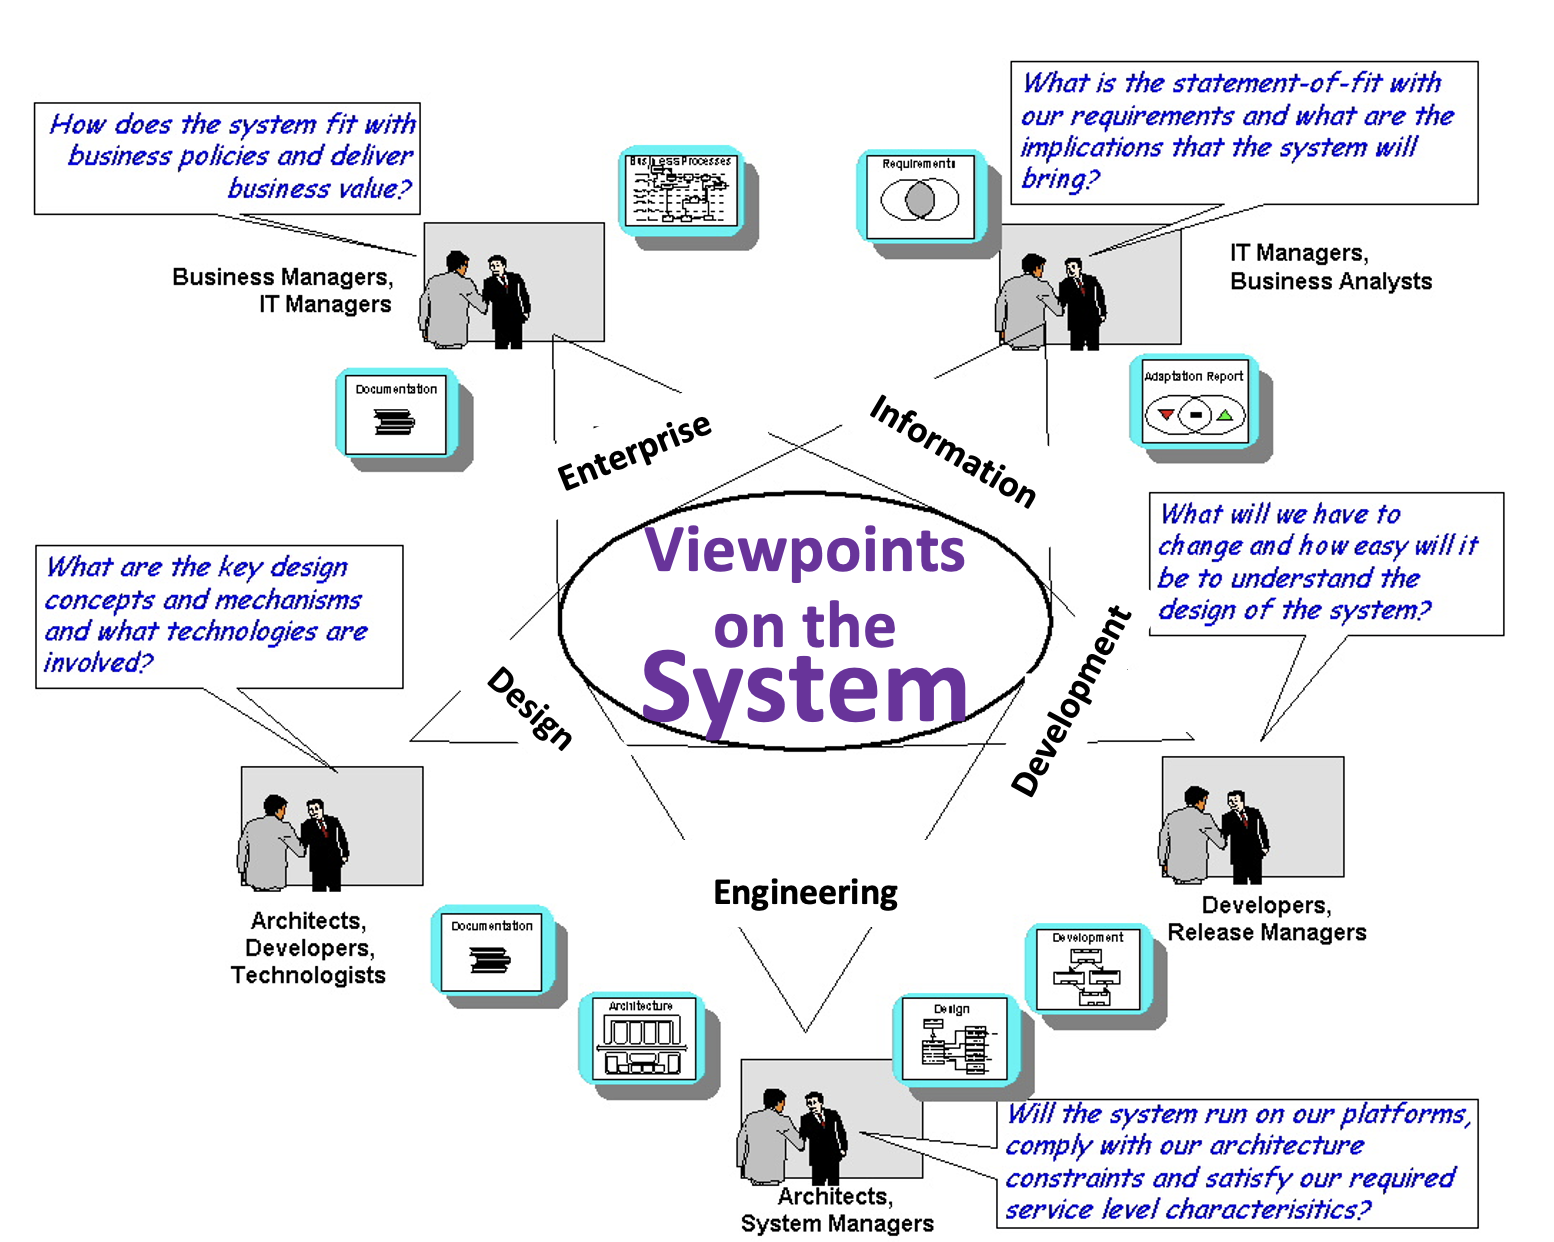 How does the system fit with
business policies and deliver
business value?
What is the statement-of-fit with
our requirements and what are the
implications that the system will
bring?
Business Processes
Requirements
Business Managers,
IT Managers
IT Managers,
Business Analysts
Documentation
Adaptation Report
Enterprise
Information
Viewpoints
on the
System
What are the key design
concepts and mechanisms
and what technologies are
involved?
What will we have to
change and how easy will it
be to understand the
design of the system?
Design
Development
Engineering
Architects,
Developers,
Technologists
Developers,
Release Managers
Documentation
Architecture
Design
Development
Architects,
System Managers
Will the system run on our platforms,
comply with our architecture
constraints and satisfy our required
service level characterisitics?